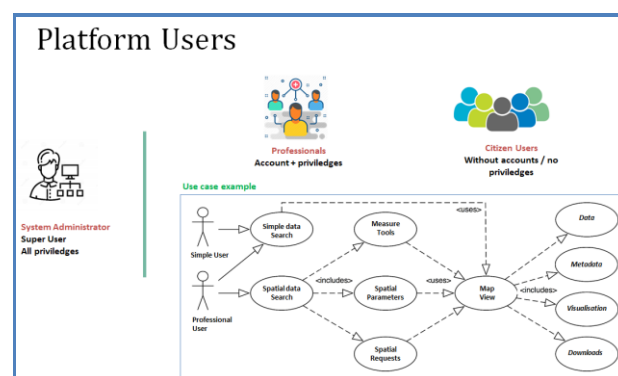 Platform Users
Professionals
Account + priviledges
Citizen Users
Without accounts / no
priviledges
System Administrator
Super User
All priviledges
Use case example
Simple User
Professional
User
Simple data
Search
Spatial data
Search
Measure
Tools
<includes>
Spatial
Parameters
Spatial
Requests
<uses>
<uses>
Map
View
<includes>
Data
Metadata
Visualisation
Downloads